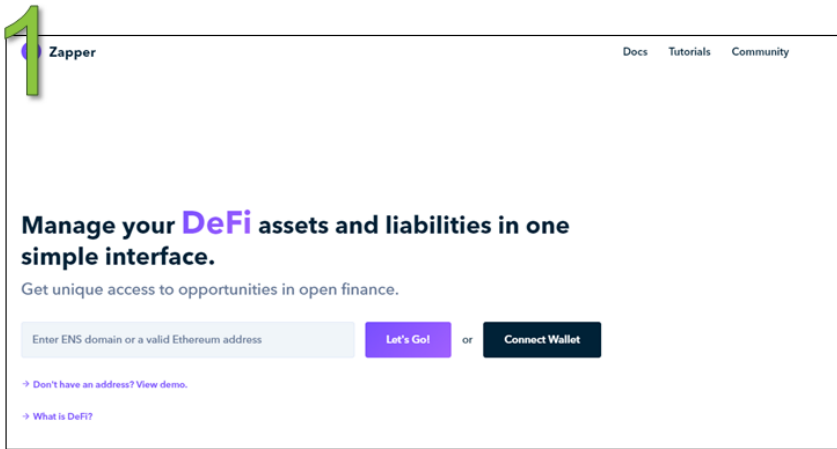 1
Zapper
Docs Tutorials Community
Manage your DeFi assets and liabilities in one
simple interface.
Get unique access to opportunities in open finance.
Enter ENS domain or a valid Ethereum address Let's Go! or Connect Wallet
→ Don't have an address? View demo.
→ What is DeFi?